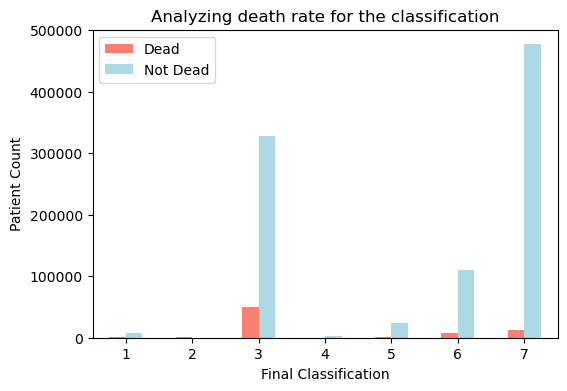 Analyzing death rate for the classification
Dead
Not Dead
500000
400000
300000
200000
100000
0
Patient Count
1 2 3 4 5 6 7
Final Classification